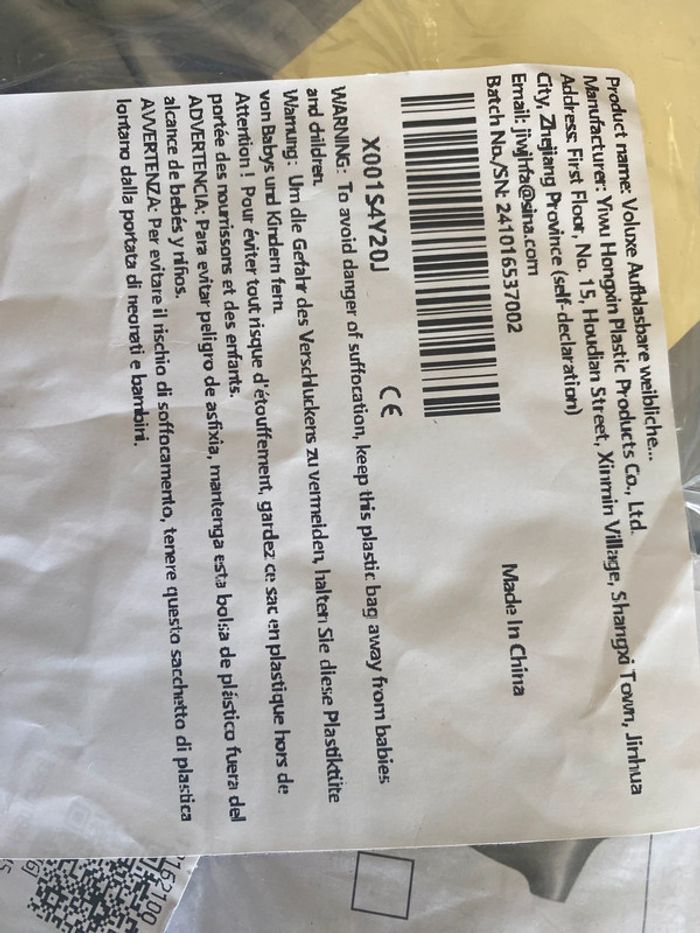 Product name: Voluxe Aufblasbare weibliche...
Manufacturer: Yiwu Hongxin Plastic Products Co., Ltd.
Address: First Floor, No. 15, Houdian Street, Xinmin Village, Shangxi Town, Jinhua
City, Zhejiang Province (self-declaration)
Email: jiwjhfa@sina.com
Batch No./SN: 241016537002
Made In China
X001S4Y20J
CE
WARNING: To avoid danger of suffocation, keep this plastic bag away from babies
and children.
Warnung: Um die Gefahr des Verschluckens zu vermeiden, halten Sie diese Plastiktüte
von Babys und Kindern fern.
Attention ! Pour éviter tout risque d'étouffement, gardez ce sac en plastique hors de
portée des nourrissons et des enfants.
ADVERTENCIA: Para evitar peligro de asfixia, mantenga esta bolsa de plástico fuera del
alcance de bebés y niños.
AVVERTENZA: Per evitare il rischio di soffocamento, tenere questo sacchetto di plastica
lontano dalla portata di neonati e bambini.